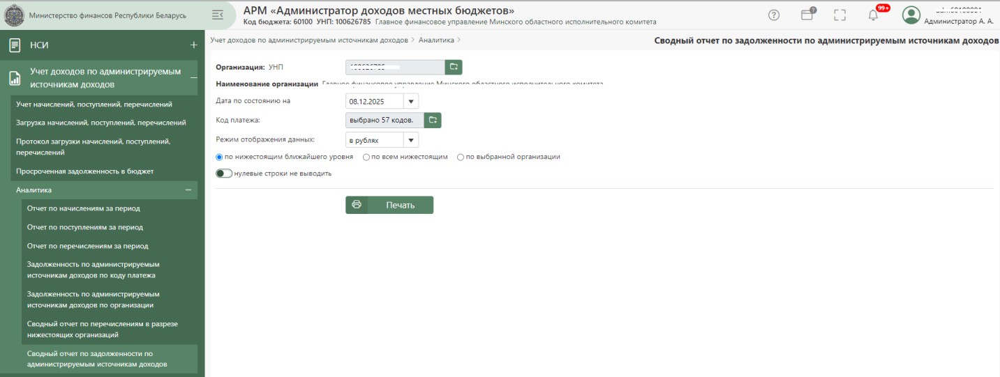 Министерство финансов Республики Беларусь
АРМ «Администратор доходов местных бюджетов»
Код бюджета: 60100 УНП: 100626785 Главное финансовое управление Минского областного исполнительного комитета
?
?
99+
Администратор А. А.
НСИ
Учет доходов по администрируемым
источникам доходов
Учет начислений, поступлений, перечислений
Загрузка начислений, поступлений, перечислений
Протокол загрузки начислений, поступлений,
перечислений
Просроченная задолженность в бюджет
Аналитика
Отчет по начислениям за период
Отчет по поступлениям за период
Отчет по перечислениям за период
Задолженность по администрируемым
источникам доходов по коду платежа
Задолженность по администрируемым
источникам доходов по организации
Сводный отчет по перечислениям в разрезе
нижестоящих организаций
Сводный отчет по задолженности по
администрируемым источникам доходов
Учет доходов по администрируемым источникам доходов > Аналитика >
Сводный отчет по задолженности по администрируемым источникам доходов
Организация: УНП
Наименование организации Главное финансовое управление Минского областного исполнительного комитета
Дата по состоянию на 08.12.2025
Код платежа: выбрано 57 кодов.
Режим отображения данных: в рублях
по нижестоящим ближайшего уровня по всем нижестоящим по выбранной организации
нулевые строки не выводить
Печать